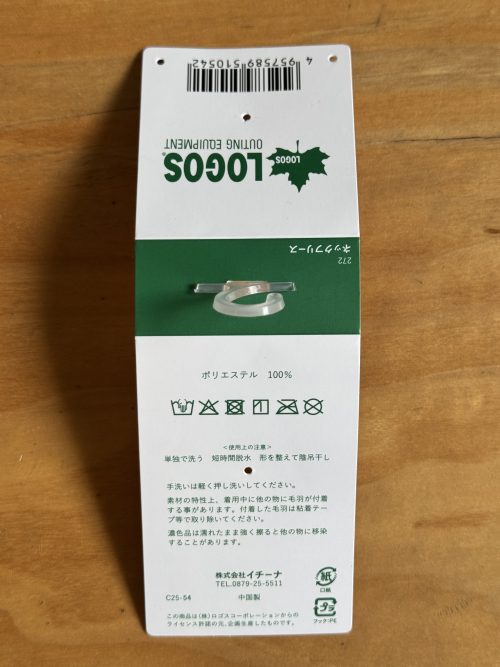 4 957589 510542
LOGOS
LOGOS®
OUTING EQUIPMENT
272
ネックフリース
ポリエステル 100%
<使用上の注意>
単独で洗う 短時間脱水 形を整えて陰吊干し
手洗いは軽く押し洗いしてください。
素材の特性上、着用中に他の物に毛羽が付着
する事があります。付着した毛羽は粘着テー
プ等で取り除いてください。
濃色品は濡れたまま強く擦ると他の物に移染
することがあります。
株式会社イチーナ
TEL.0879-25-5511
C25-54 中国製
紙
口紙
プラ
フック:PE
この商品は(株)ロゴスコーポレーションからの
ライセンス許諾の元、企画生産したものです。